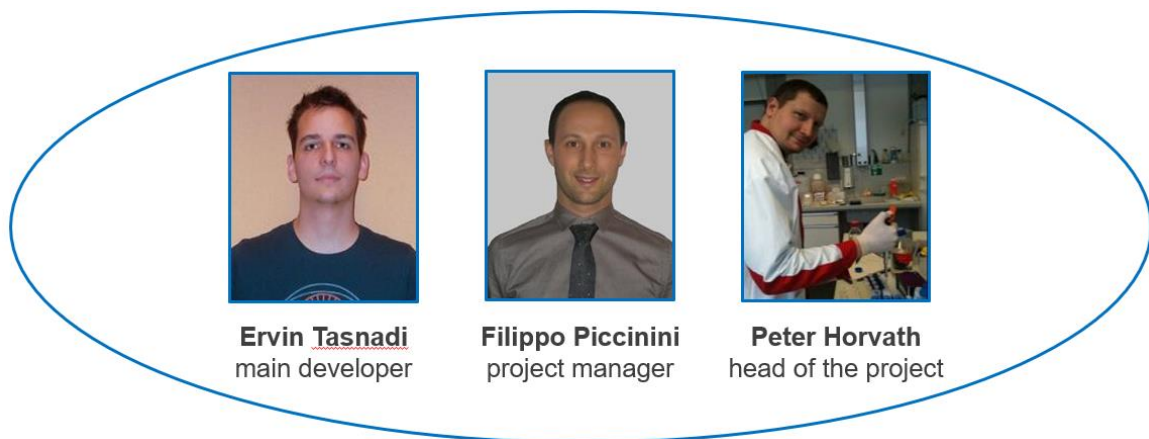 Ervin Tasnadi
main developer
Filippo Piccinini
project manager
Peter Horvath
head of the project